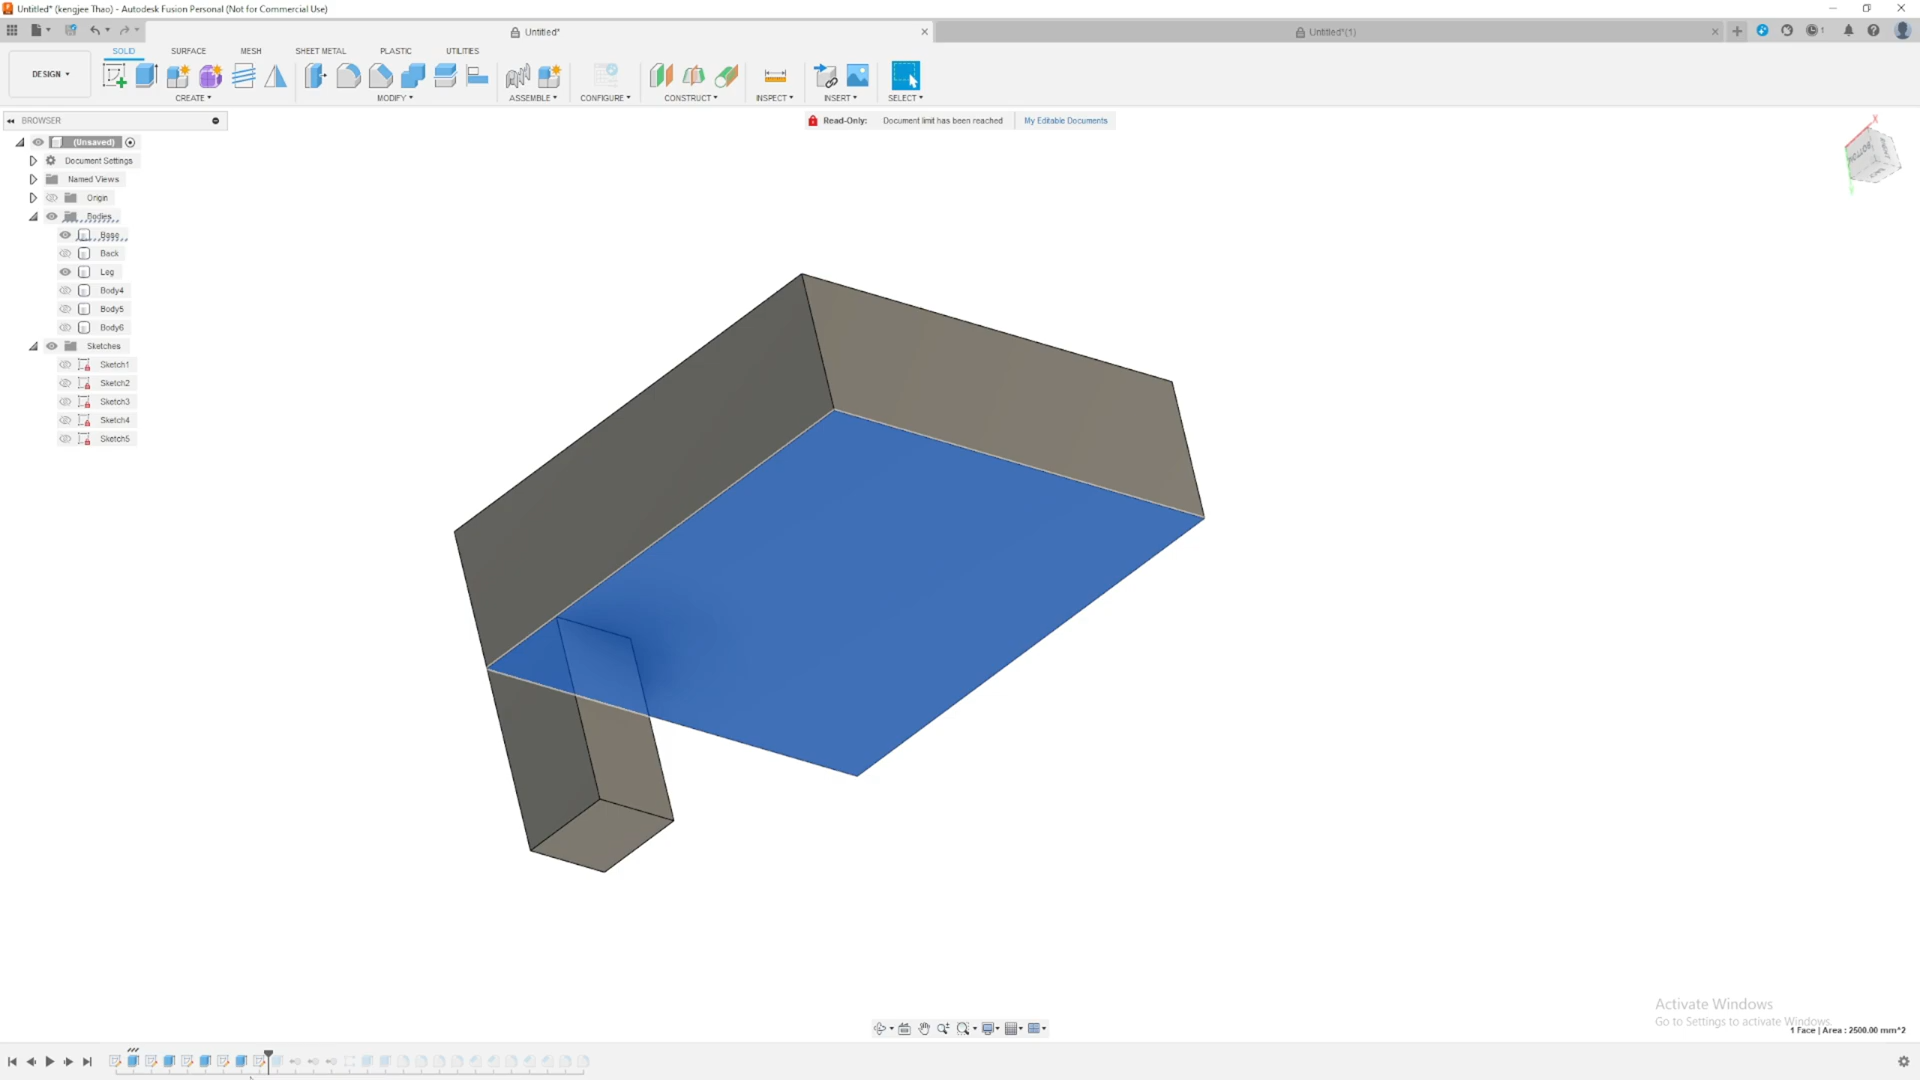 Untitled* (kengjee Thao) - Autodesk Fusion Personal (Not for Commercial Use)
Untitled*
Untitled*(1)
1
DESIGN
SOLID
SURFACE
MESH
SHEET METAL
PLASTIC
UTILITIES
CREATE
MODIFY
ASSEMBLE
CONFIGURE
CONSTRUCT
INSPECT
INSERT
SELECT
BROWSER
Read-Only: Document limit has been reached My Editable Documents
X
BOTTOM
(Unsaved)
Document Settings
Named Views
Origin
Bodies
Base
Back
Leg
Body4
Body5
Body6
Sketches
Sketch1
Sketch2
Sketch3
Sketch4
Sketch5
Activate Windows
Go to Settings to activate Windows.
1 Face | Area : 2500.00 mm^2